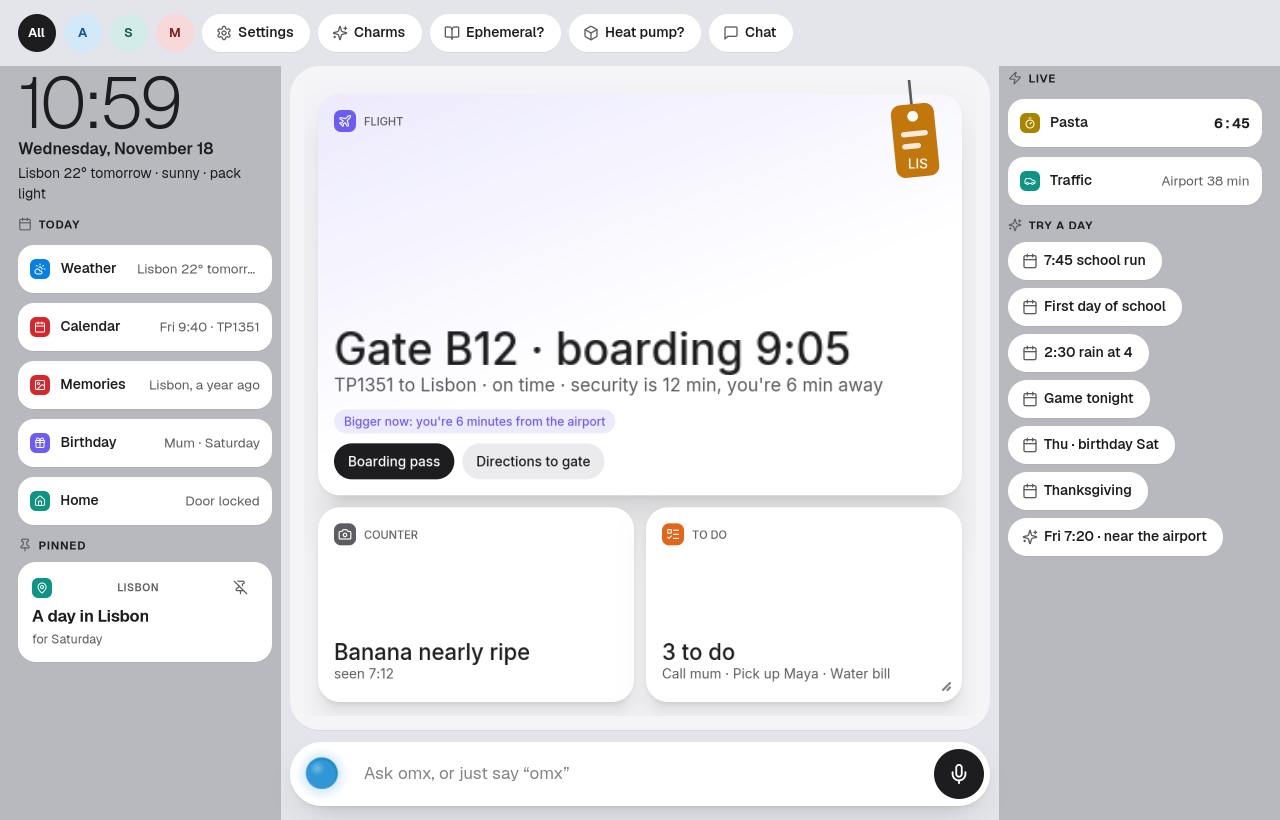 All
A
S
M
Settings
Charms
Ephemeral?
Heat pump?
Chat
10:59
Wednesday, November 18
Lisbon 22° tomorrow · sunny · pack
light
TODAY
Weather
Lisbon 22° tomorr…
Calendar
Fri 9:40 · TP1351
Memories
Lisbon, a year ago
Birthday
Mum · Saturday
Home
Door locked
PINNED
LISBON
A day in Lisbon
for Saturday
FLIGHT
LIS
Gate B12 · boarding 9:05
TP1351 to Lisbon · on time · security is 12 min, you're 6 min away
Bigger now: you're 6 minutes from the airport
Boarding pass
Directions to gate
COUNTER
Banana nearly ripe
seen 7:12
TO DO
3 to do
Call mum · Pick up Maya · Water bill
Ask omx, or just say “omx”
LIVE
Pasta
6:45
Traffic
Airport 38 min
TRY A DAY
7:45 school run
First day of school
2:30 rain at 4
Game tonight
Thu · birthday Sat
Thanksgiving
Fri 7:20 · near the airport